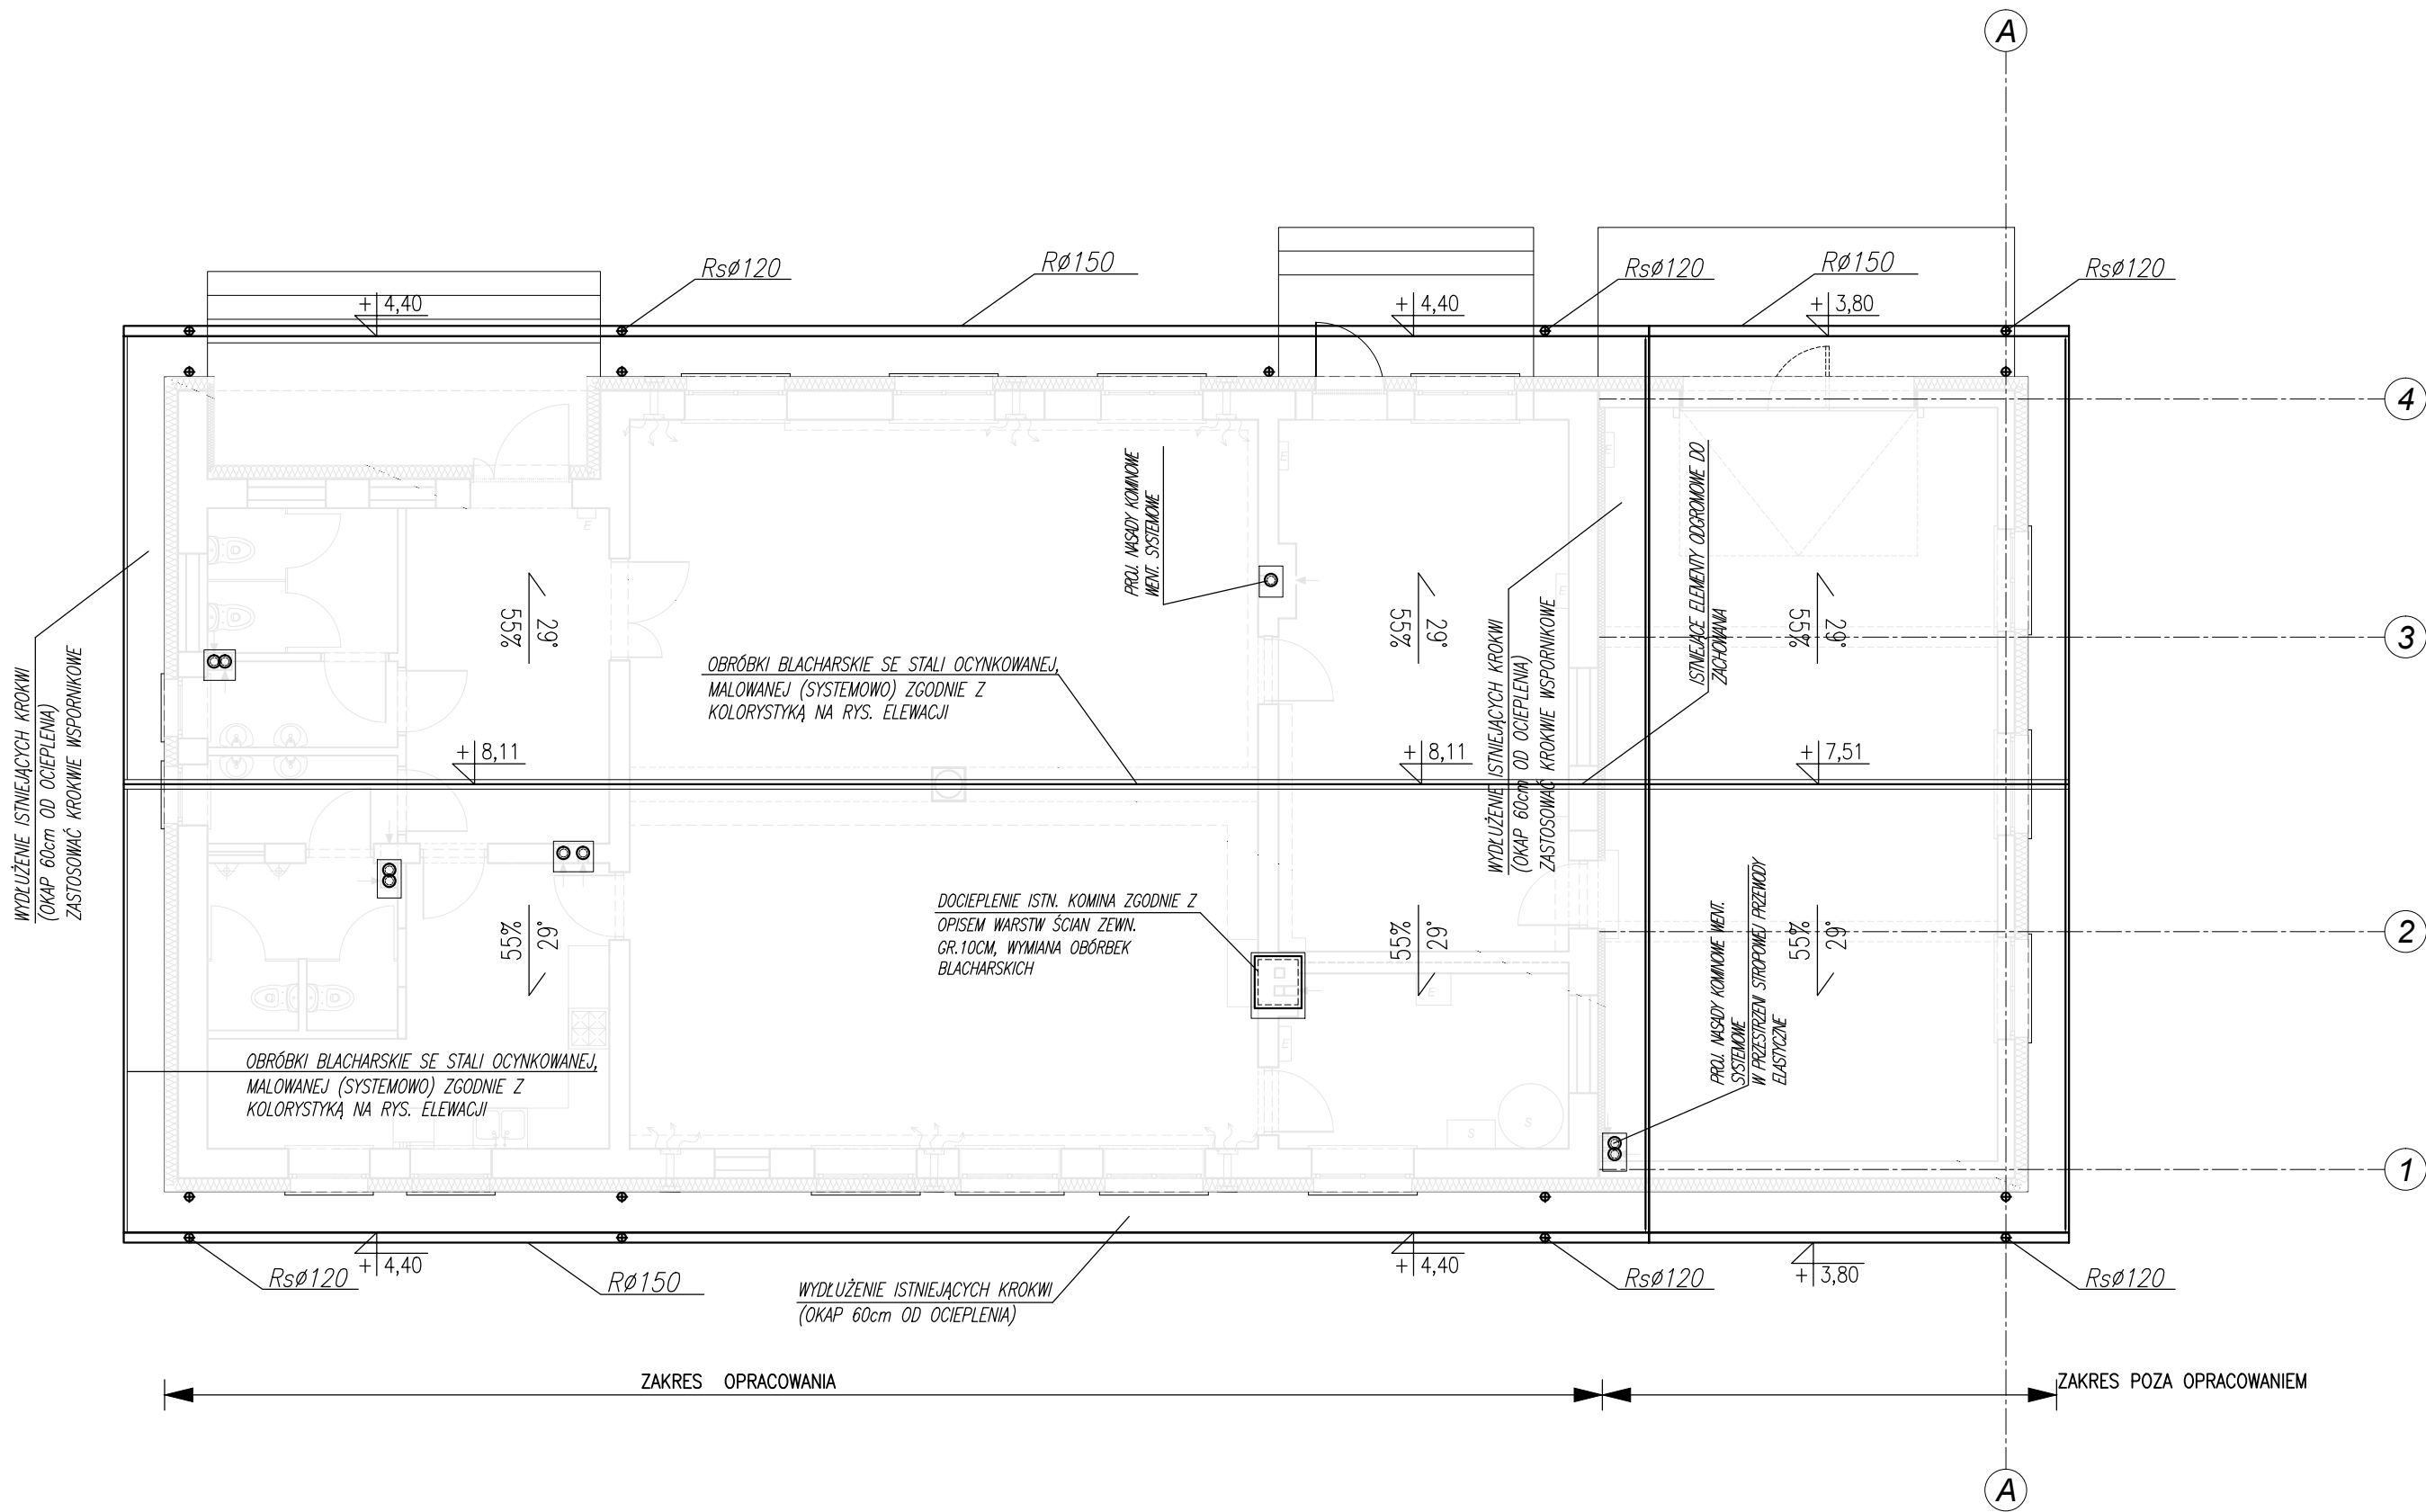 A
Rsø120
RØ150
Rsø120
RØ150
Rsø120
+ 4,40
+ 4,40
+ 3,80
4
PROJ. NASADY KOMINOWE
WENT. SYSTEMOWE
ISTNIEJĄCE ELEMENTY ODGROMOWE DO
ZACHOWANIA
E
E
E
E
55%
29°
55%
29°
55%
29°
3
WYDŁUŻENIE ISTNIEJĄCYCH KROKWI
(OKAP 60cm OD OCIEPLENIA)
ZASTOSOWAĆ KROKWIE WSPORNIKOWE
OBRÓBKI BLACHARSKIE SE STALI OCYNKOWANEJ,
MALOWANEJ (SYSTEMOWO) ZGODNIE Z
KOLORYSTYKĄ NA RYS. ELEWACJI
WYDŁUŻENIE ISTNIEJĄCYCH KROKWI
(OKAP 60cm OD OCIEPLENIA)
ZASTOSOWAĆ KROKWIE WSPORNIKOWE
+ 8,11
+ 8,11
+ 7,51
DOCIEPLENIE ISTN. KOMINA ZGODNIE Z
OPISEM WARSTW ŚCIAN ZEWN.
GR.10CM, WYMIANA OBÓRBEK
BLACHARSKICH
55%
29°
55%
29°
55%
29°
2
PROJ. NASADY KOMINOWE WENT.
SYSTEMOWE
W PRZESTRZENI STROPOWEJ PRZEWODY
ELASTYCZNE
E
E
S
S
OBRÓBKI BLACHARSKIE SE STALI OCYNKOWANEJ,
MALOWANEJ (SYSTEMOWO) ZGODNIE Z
KOLORYSTYKĄ NA RYS. ELEWACJI
1
Rsø120
+ 4,40
RØ150
WYDŁUŻENIE ISTNIEJĄCYCH KROKWI
(OKAP 60cm OD OCIEPLENIA)
+ 4,40
Rsø120
+ 3,80
Rsø120
ZAKRES OPRACOWANIA
ZAKRES POZA OPRACOWANIEM
A